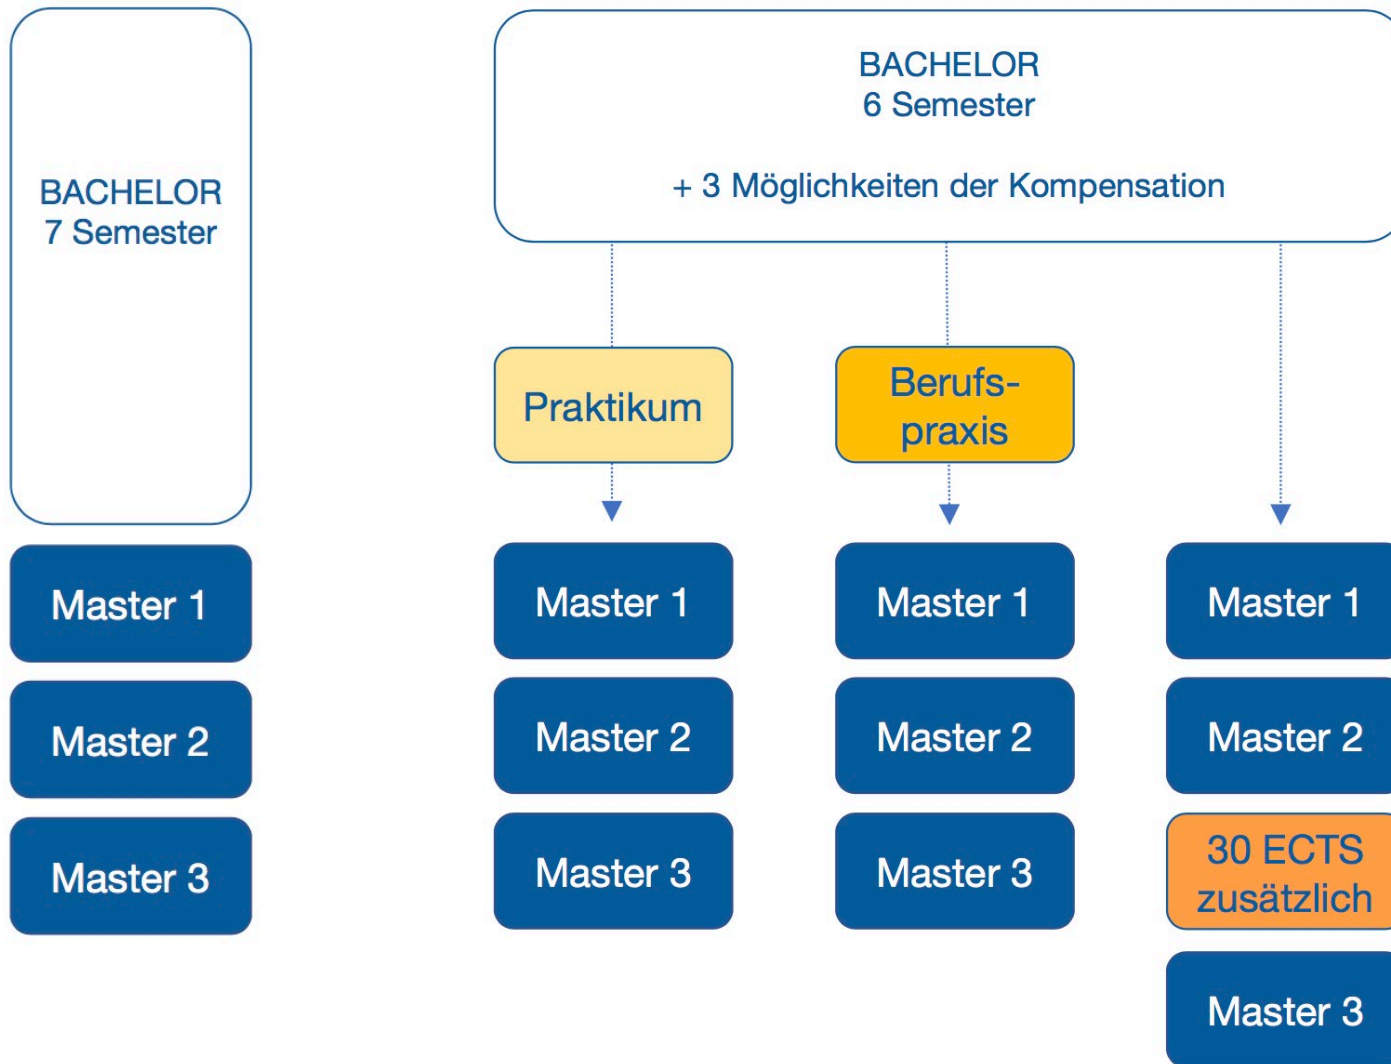 BACHELOR
7 Semester
Master 1
Master 2
Master 3
BACHELOR
6 Semester
+ 3 Möglichkeiten der Kompensation
Praktikum
Master 1
Master 2
Master 3
Berufs-
praxis
Master 1
Master 2
Master 3
Master 1
Master 2
30 ECTS
zusätzlich
Master 3